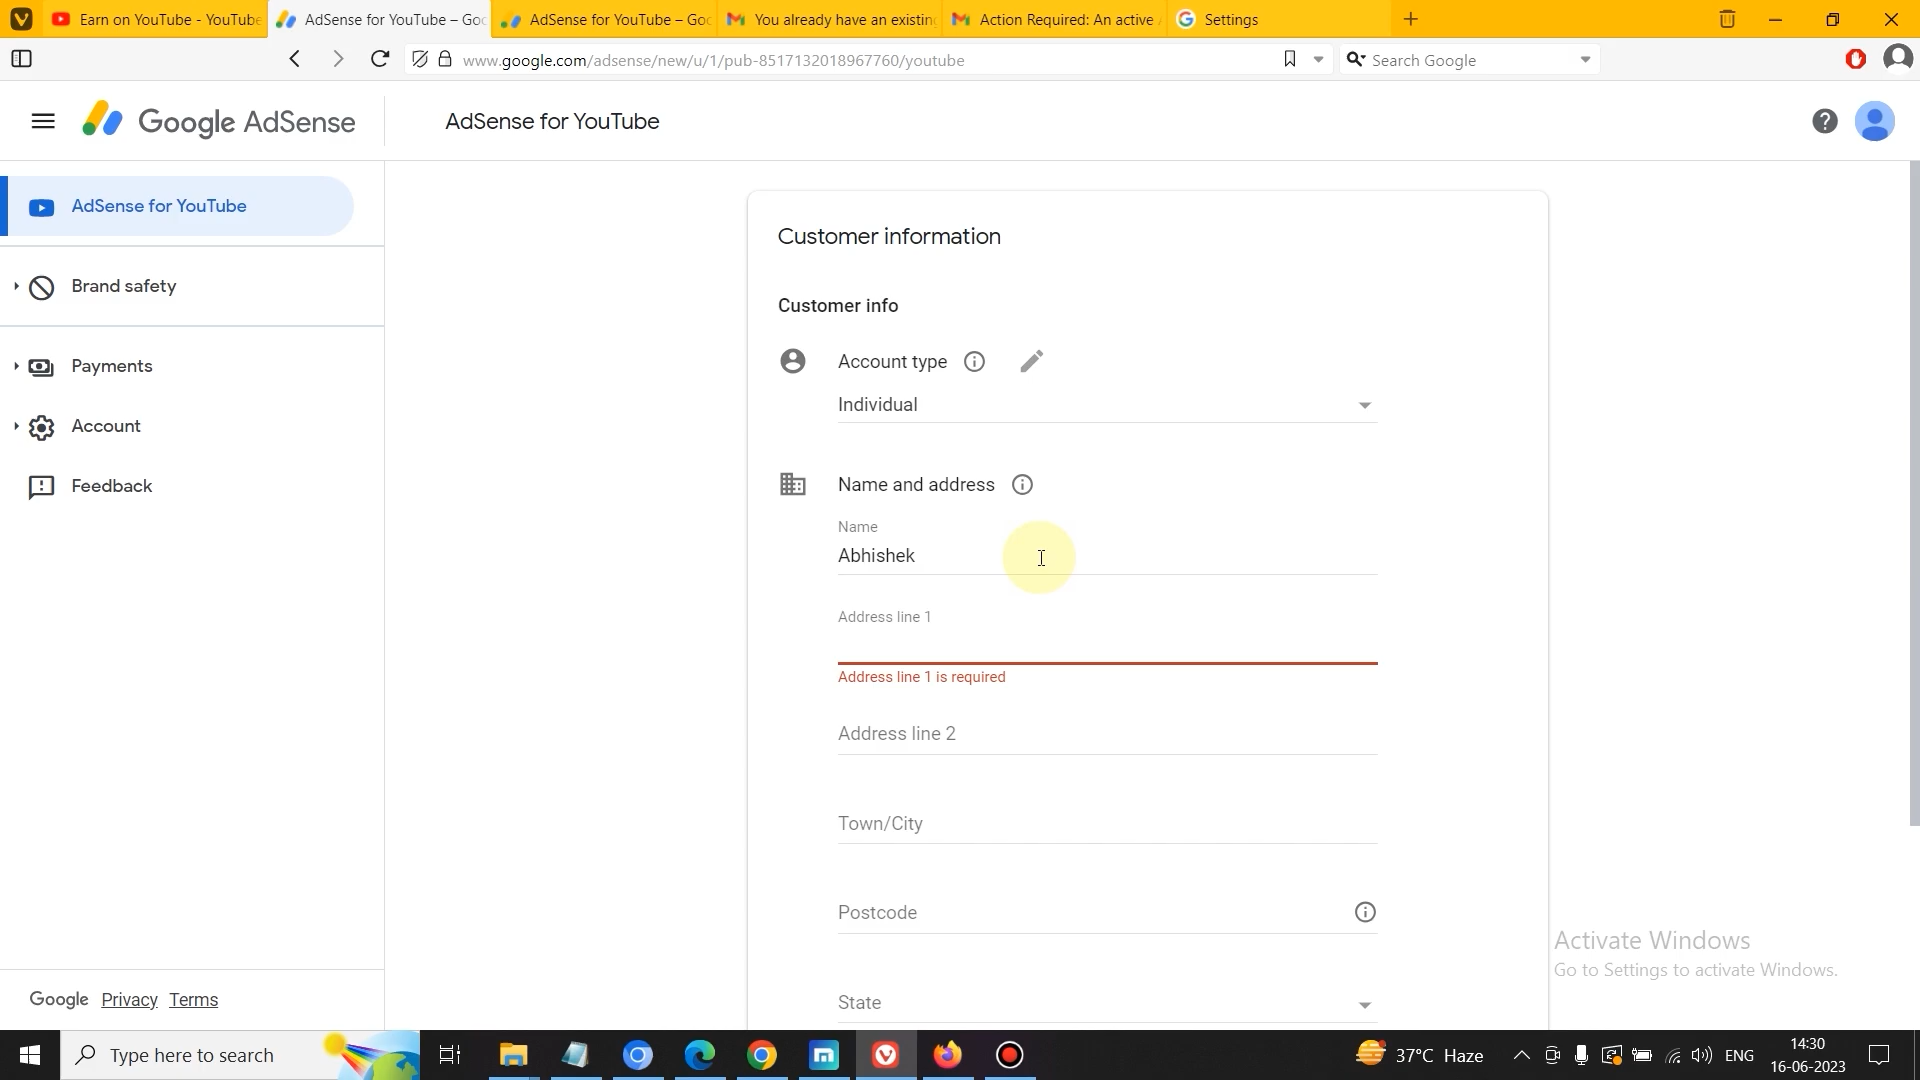 Earn on YouTube - YouTube
AdSense for YouTube – Goo
AdSense for YouTube – Goo
You already have an existin
Action Required: An active
Settings
www.google.com/adsense/new/u/1/pub-8517132018967760/youtube
Search Google
Google AdSense
AdSense for YouTube
AdSense for YouTube
Brand safety
Payments
Account
Feedback
Google Privacy Terms
Customer information
Customer info
Account type
Individual
Name and address
Name
Abhishek
Address line 1
Address line 1 is required
Address line 2
Town/City
Postcode
State
Activate Windows
Go to Settings to activate Windows.
Type here to search
37°C Haze
ENG
14:30
16-06-2023